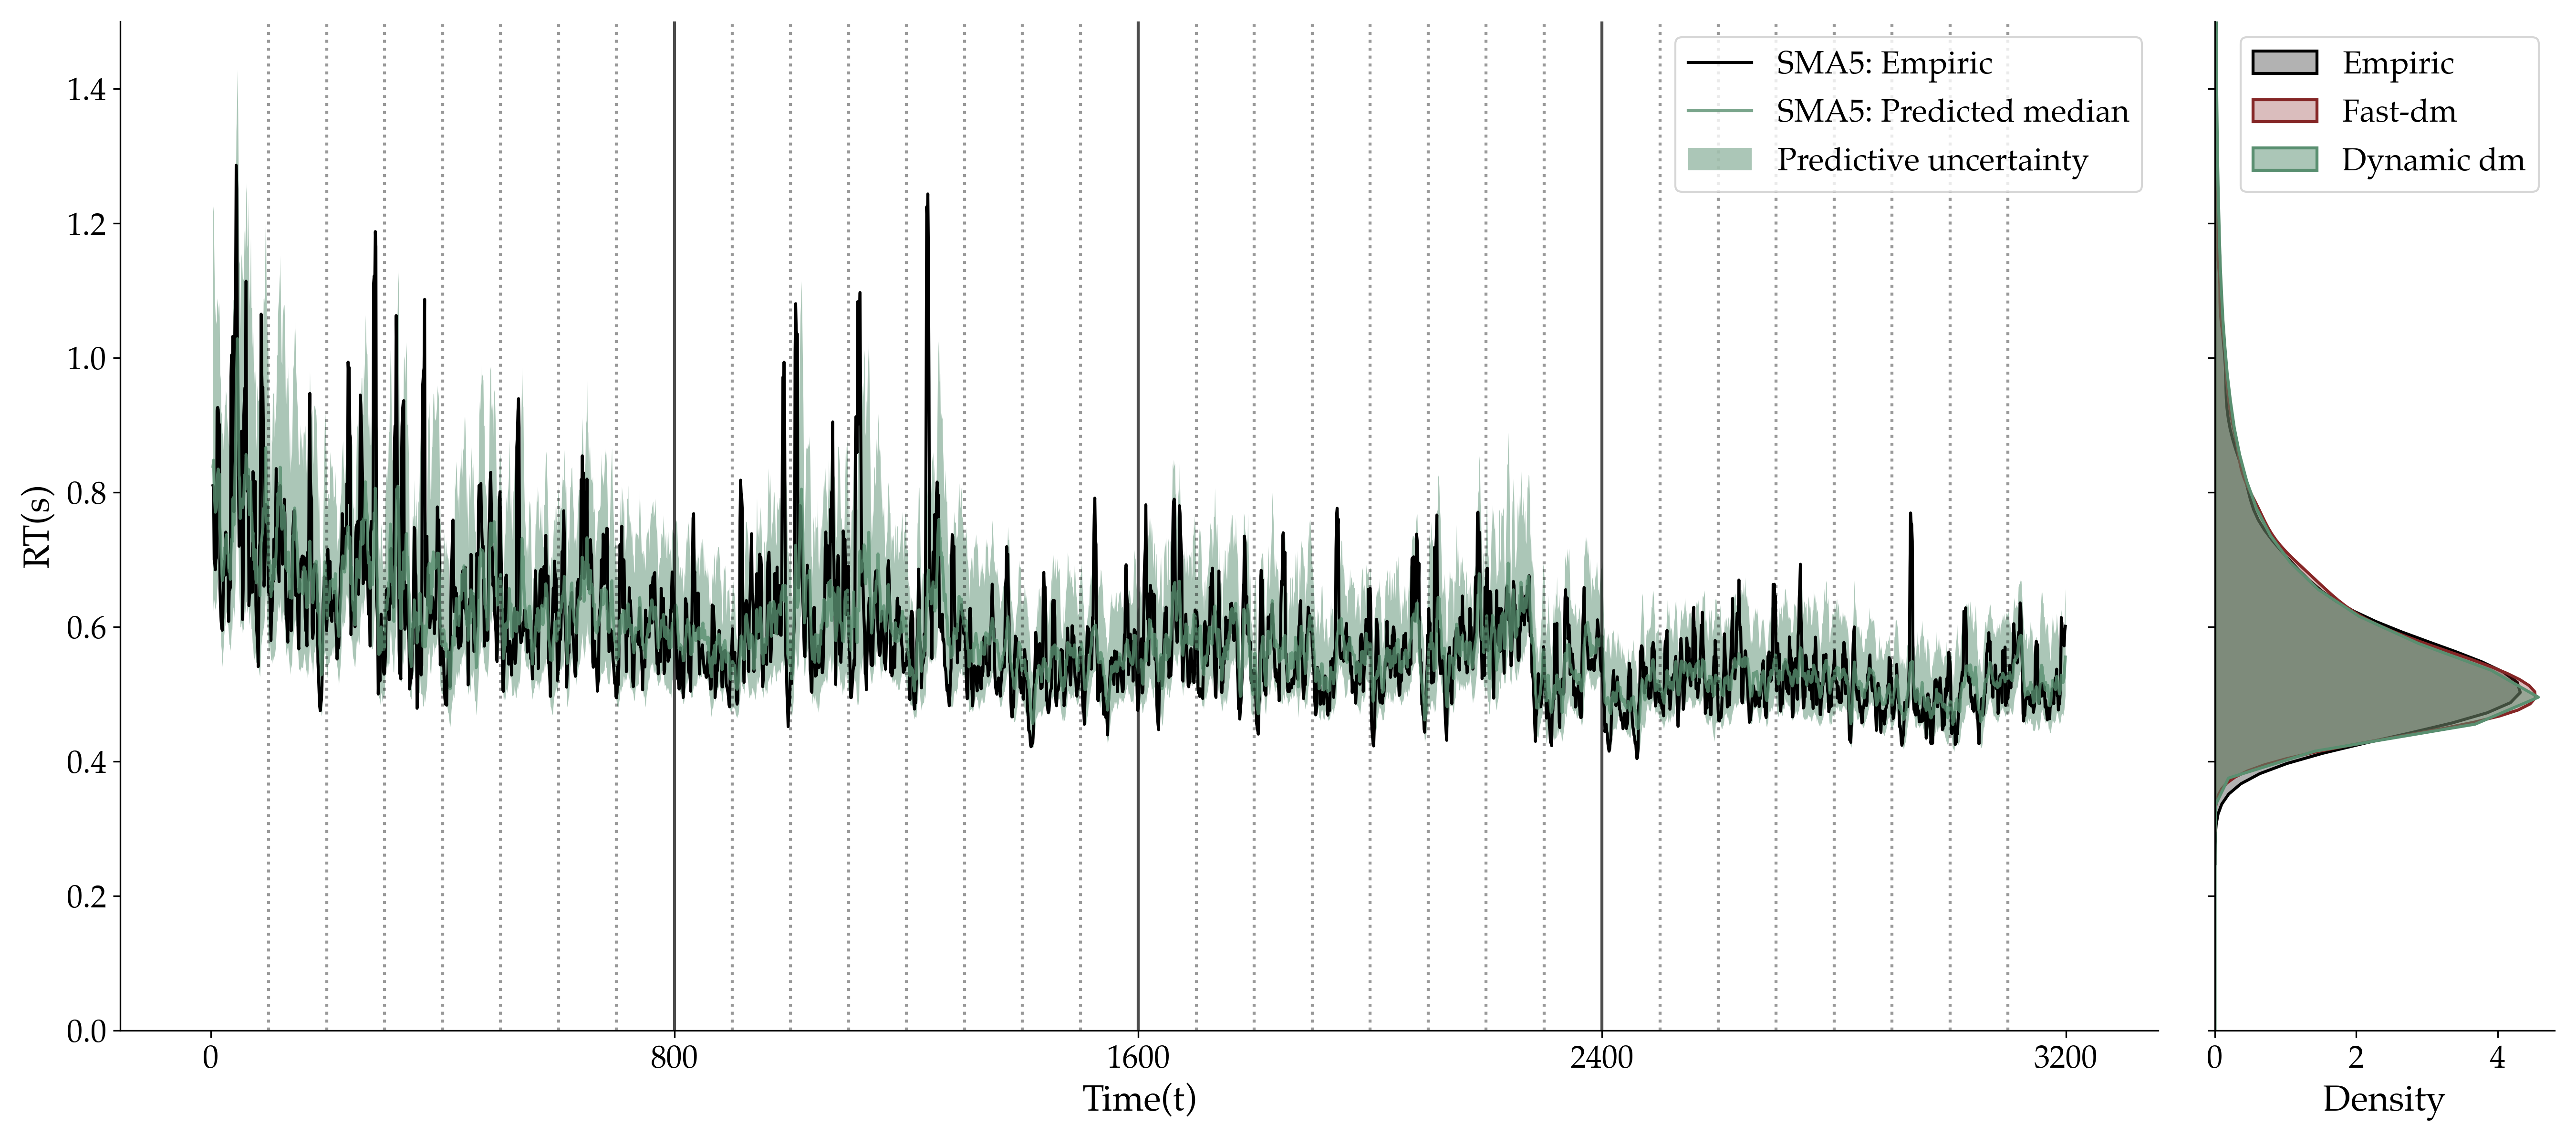 SMA5: Empiric
SMA5: Predicted median
Predictive uncertainty
RT(s)
1.4
1.2
1.0
0.8
0.6
0.4
0.2
0.0
0 800 1600 2400 3200
Time(t)
Empiric
Fast-dm
Dynamic dm
0 2 4
Density